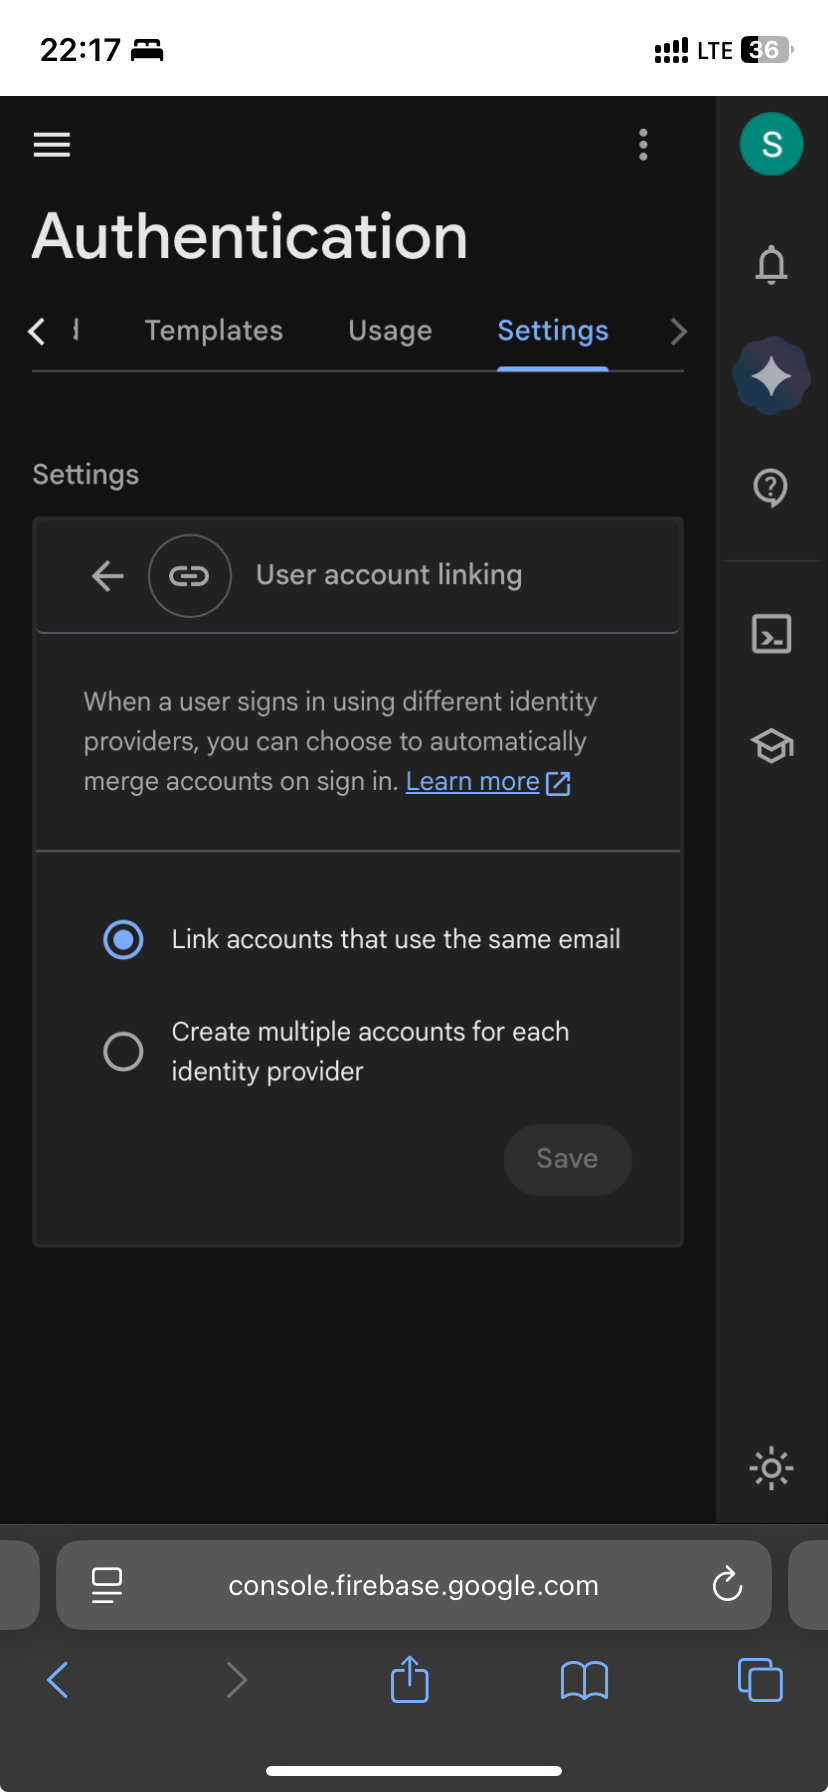 22:17
LTE 36
S
Authentication
Templates Usage Settings
Settings
User account linking
When a user signs in using different identity
providers, you can choose to automatically
merge accounts on sign in. Learn more
Link accounts that use the same email
Create multiple accounts for each
identity provider
Save
console.firebase.google.com